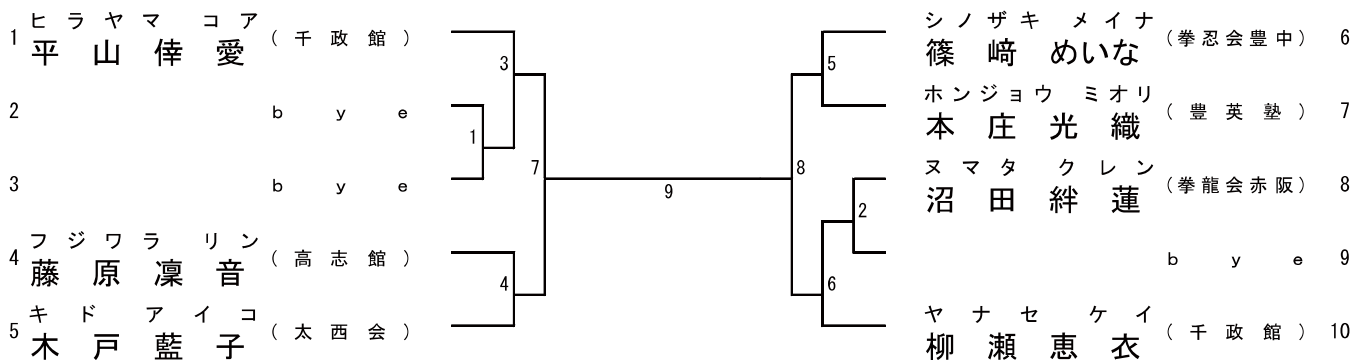 1 ヒラヤマ コア
平山倖愛 (千政館)
2 bye
3 bye
4 フジワラ リン
藤原凜音 (高志館)
5 キド アイコ
木戸藍子 (太西会)
3
1
7
4
9
シノザキ メイナ
篠﨑 めいな (拳忍会豊中) 6
ホンジョウ ミオリ
本庄光織 (豊英塾) 7
ヌマタ クレン
沼田絆蓮 (拳龍会赤阪) 8
bye 9
ヤナセ ケイ
柳瀬恵衣 (千政館) 10
5
8
2
6